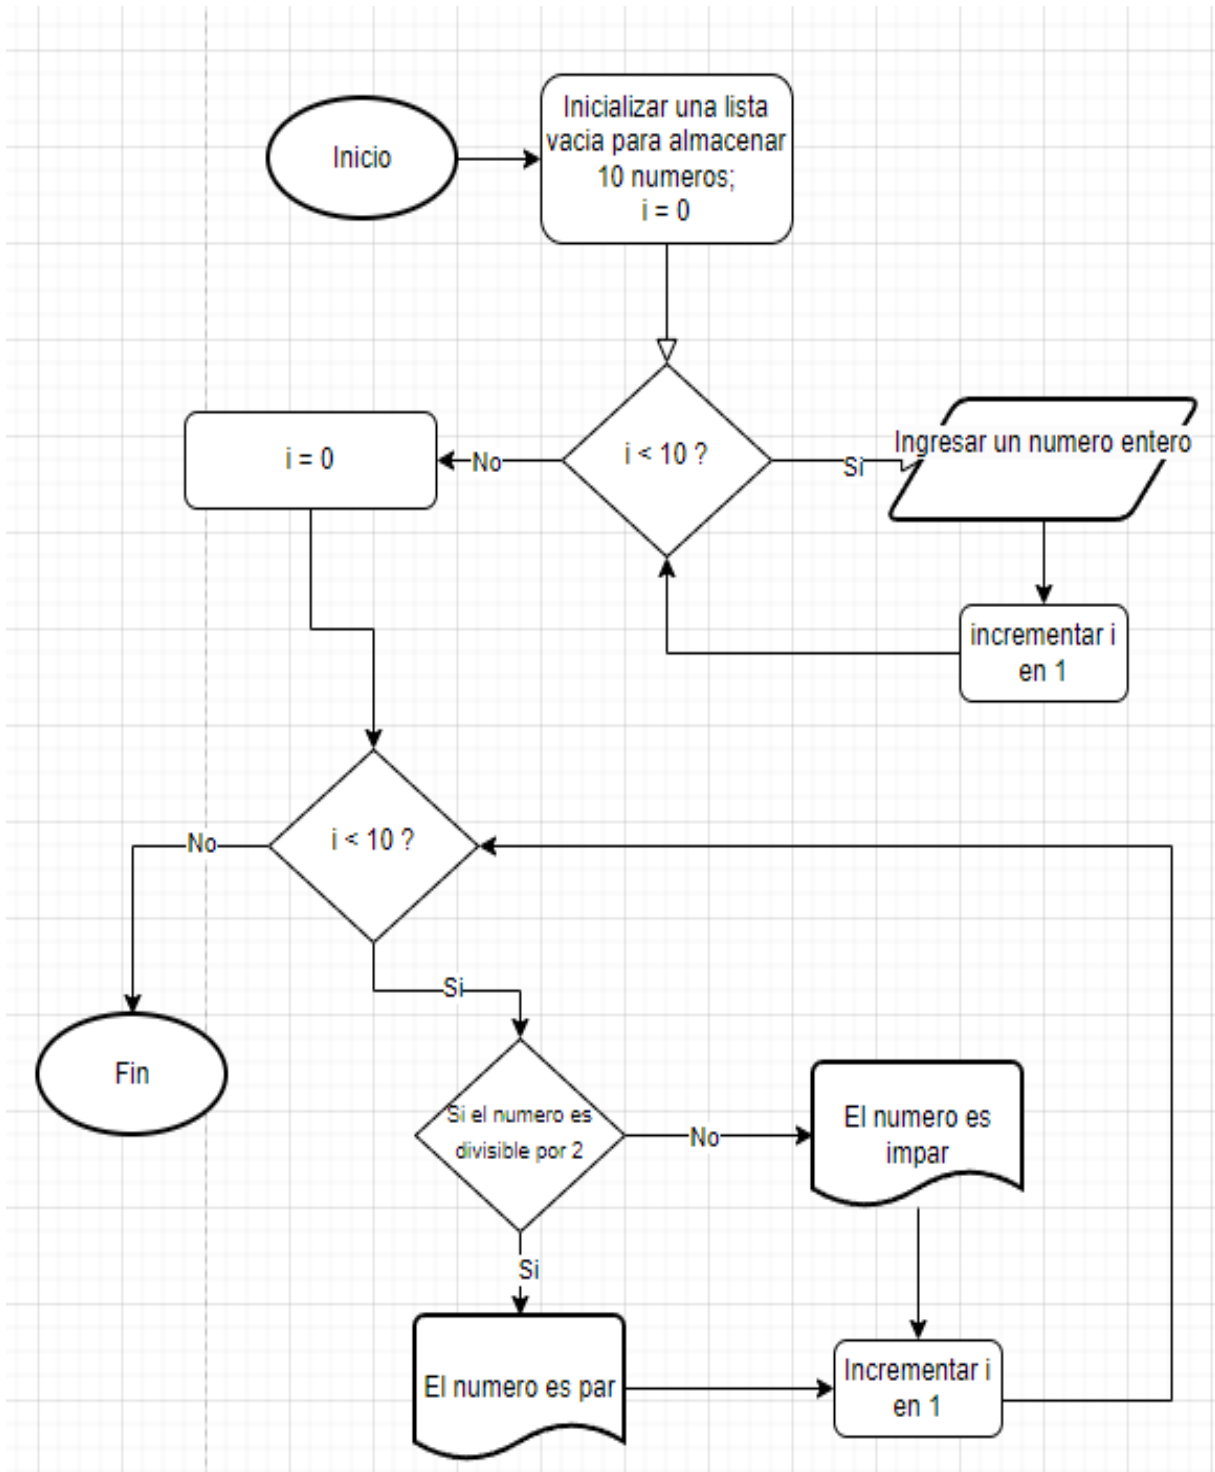 Inicio
Inicializar una lista
vacia para almacenar
10 numeros;
i = 0
i < 10 ?
No
i = 0
Si
Ingresar un numero entero
incrementar i
en 1
i < 10 ?
No
Fin
Si
Si el numero es
divisible por 2
No
El numero es
impar
Si
El numero es par
Incrementar i
en 1